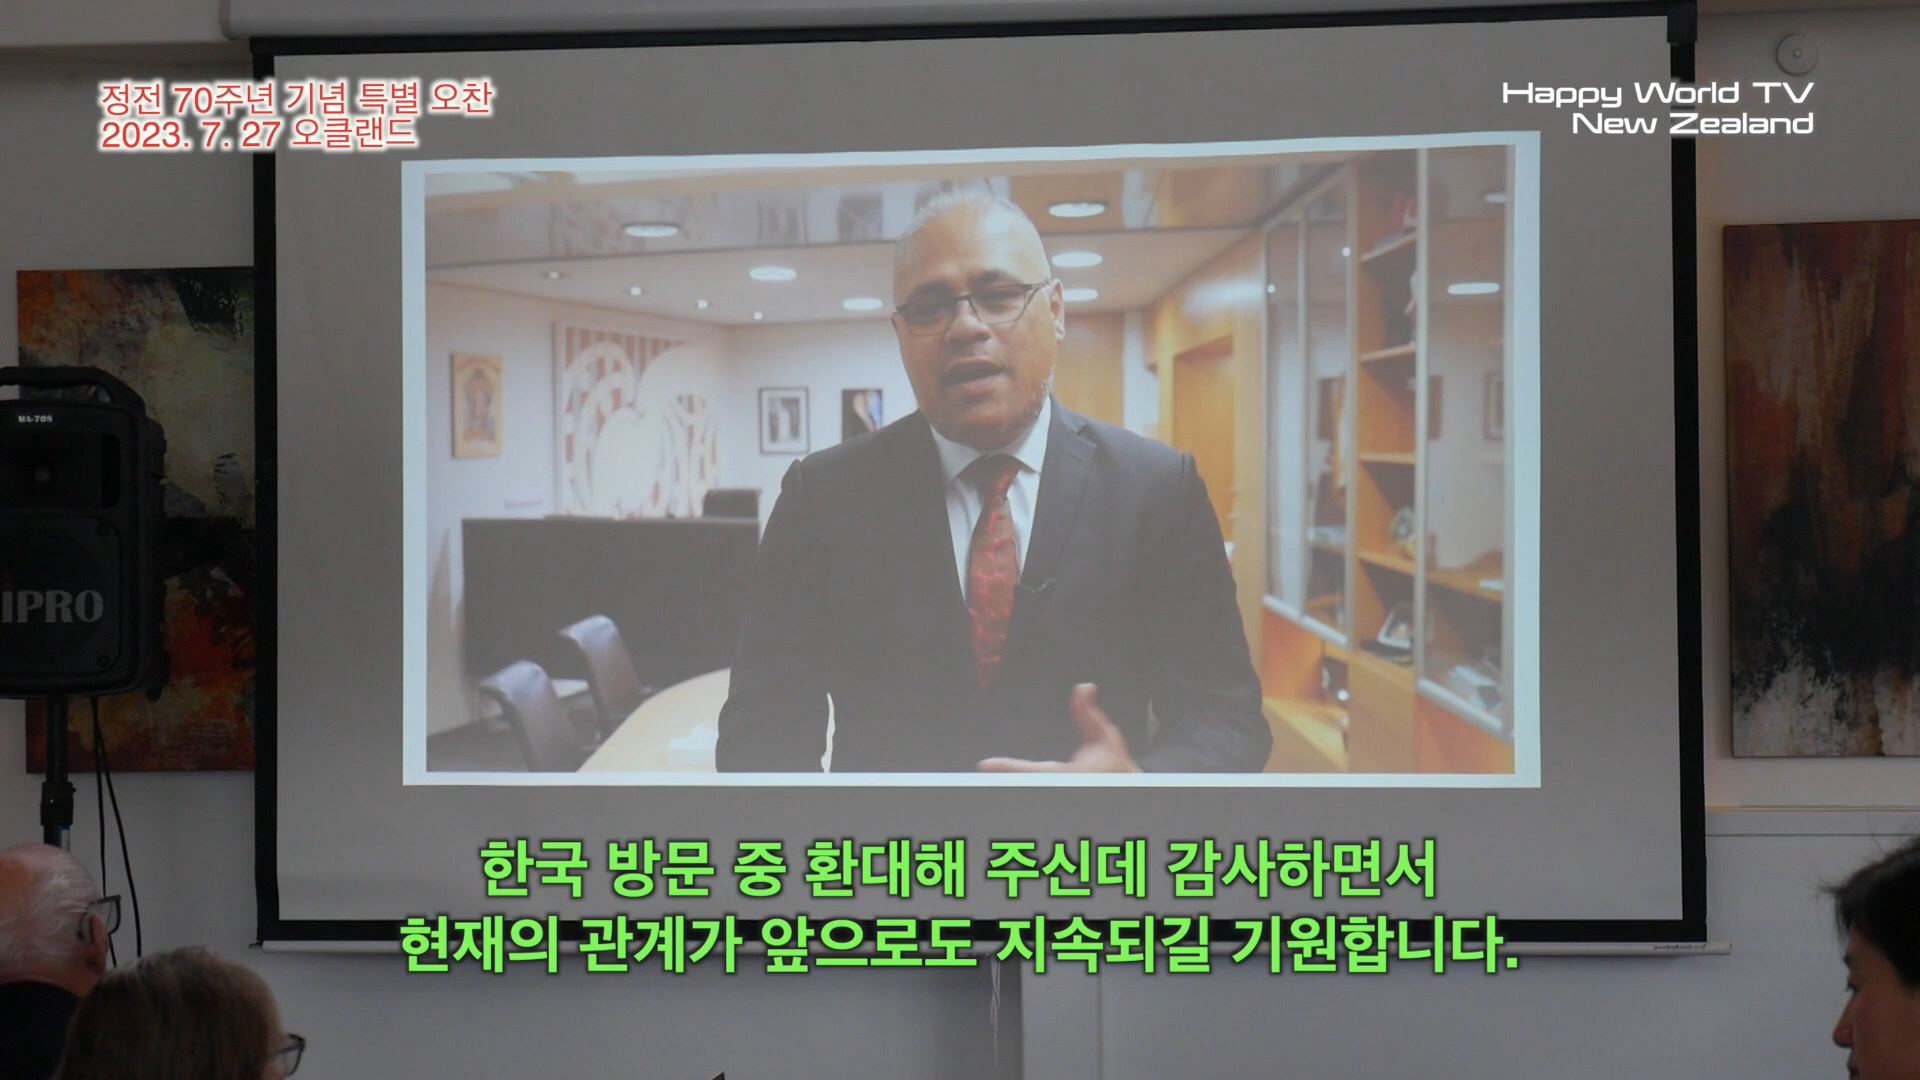 정전 70주년 기념 특별 오찬
2023. 7. 27 오클랜드
Happy World TV
New Zealand
MA-708
iPRO
한국 방문 중 환대해 주신데 감사하면서
현재의 관계가 앞으로도 지속되길 기원합니다.